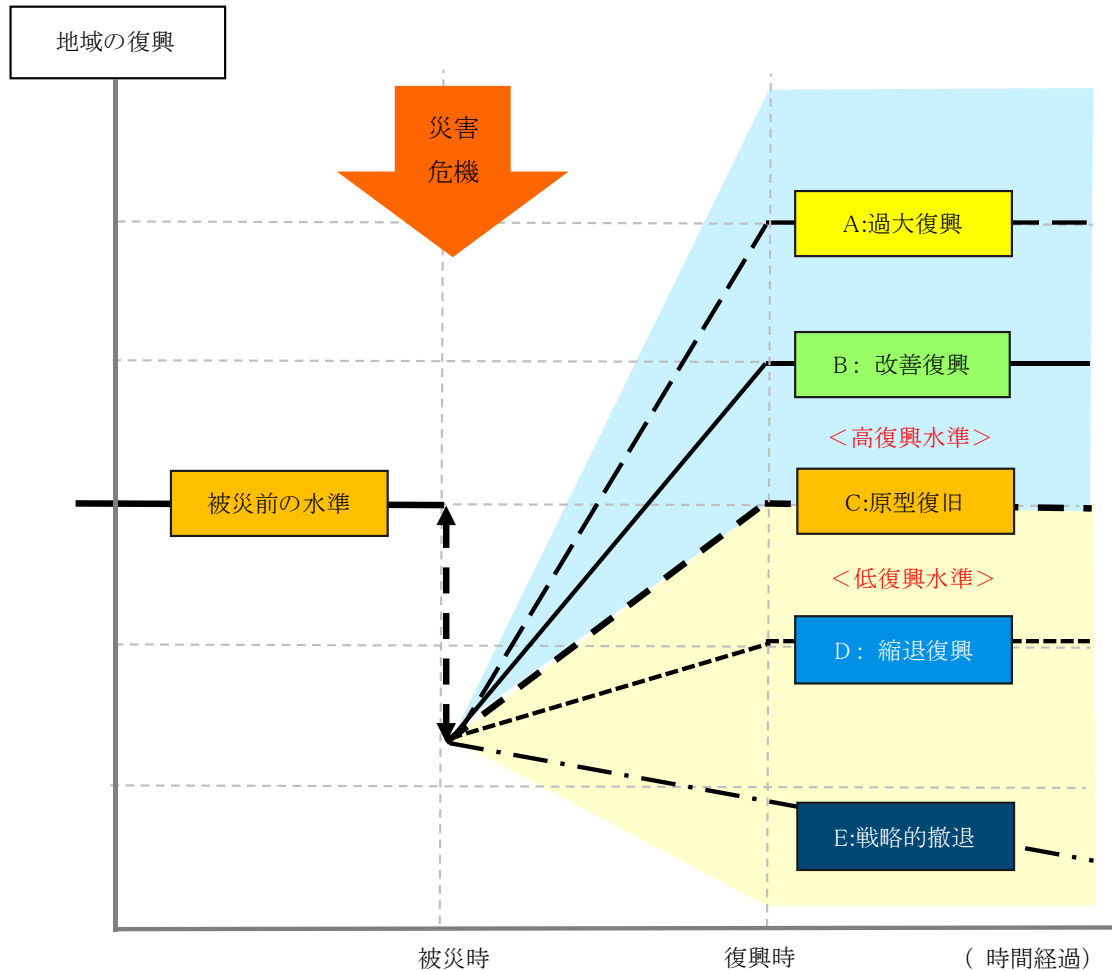 地域の復興
災害
危機
A:過大復興
B: 改善復興
＜高復興水準＞
被災前の水準
C:原型復旧
＜低復興水準＞
D: 縮退復興
E:戦略的撤退
被災時
復興時
( 時間経過)